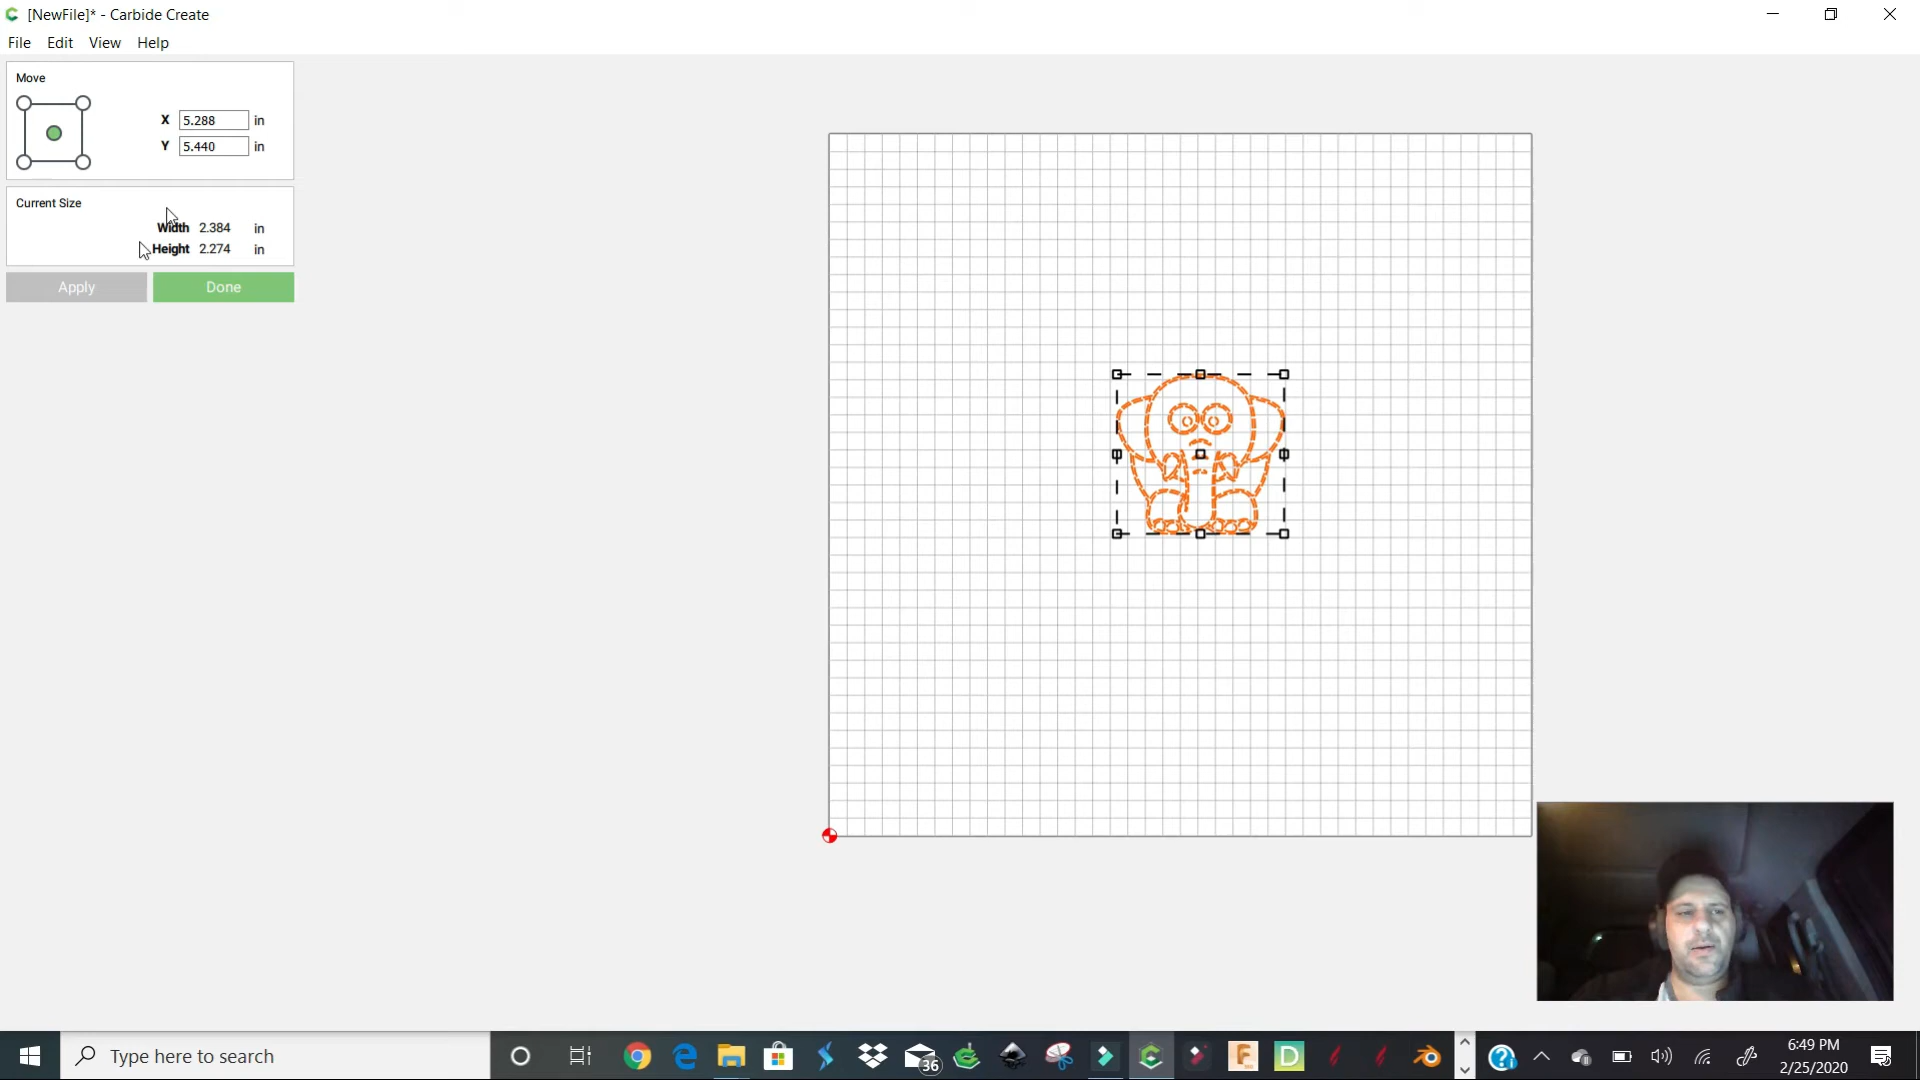 [NewFile]* - Carbide Create
File Edit View Help
Move
X 5.288 in
Y 5.440 in
Current Size
Width 2.384 in
Height 2.274 in
Apply Done
Type here to search
36
6:49 PM
2/25/2020